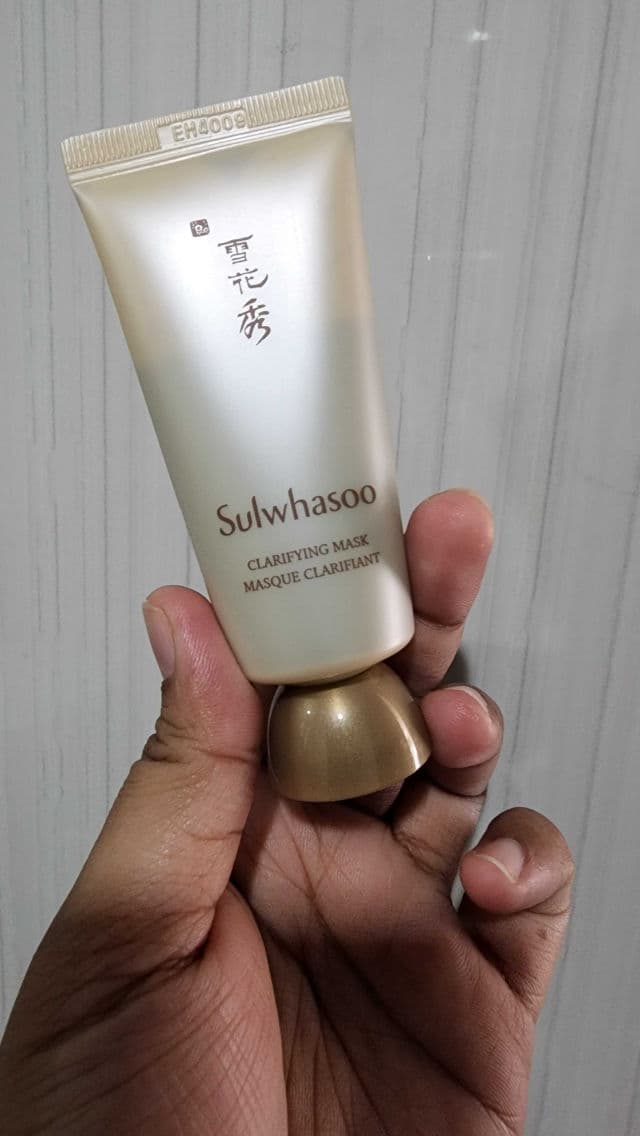 EH4009
雪
花
秀
Sulwhasoo
CLARIFYING MASK
MASQUE CLARIFIANT